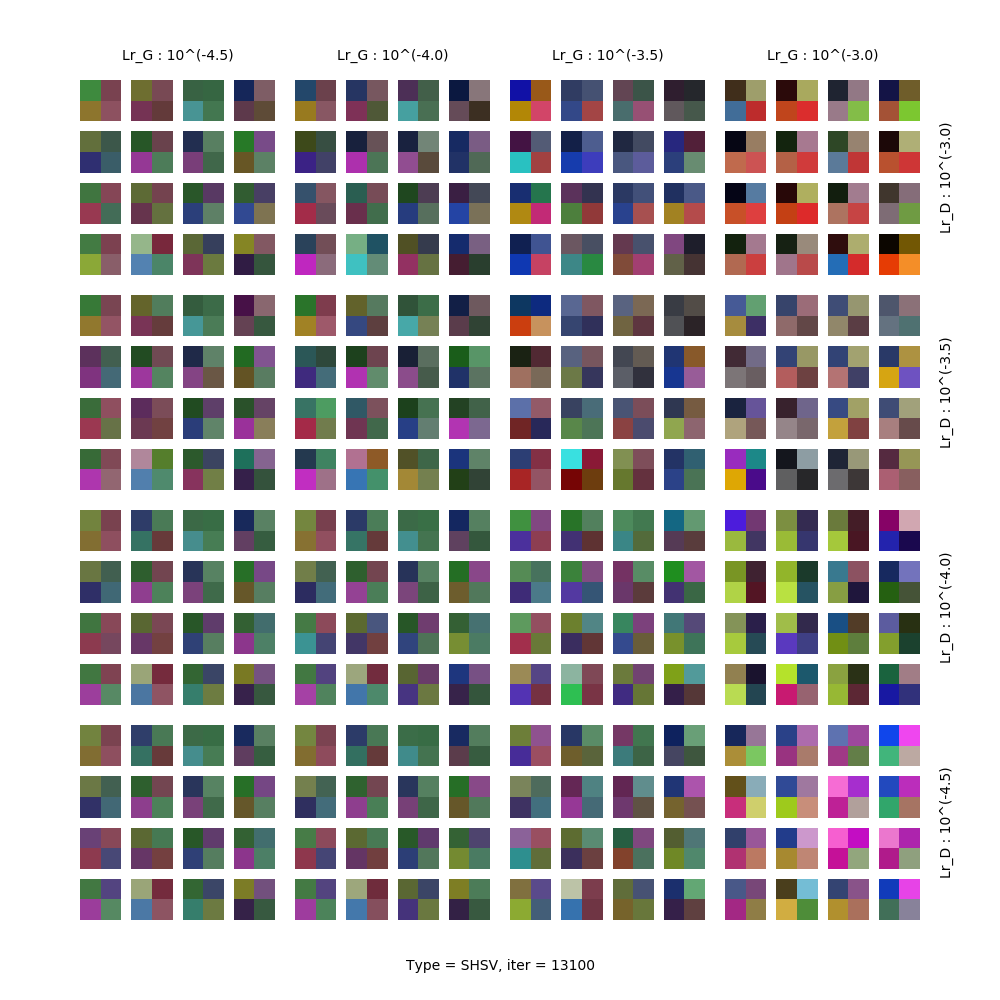 Lr_G : 10^(-4.5)
Lr_G : 10^(-4.0)
Lr_G : 10^(-3.5)
Lr_G : 10^(-3.0)
Lr_D : 10^(-3.0)
Lr_D : 10^(-3.5)
Lr_D : 10^(-4.0)
Lr_D : 10^(-4.5)
Type = SHSV, iter = 13100